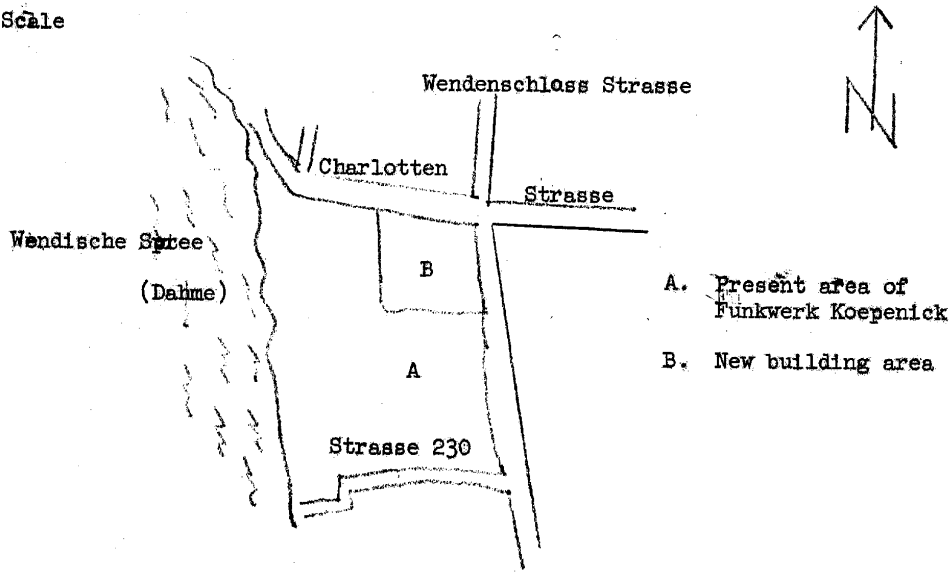 Scale
N
Wendenschloss Strasse
Charlotten
Strasse
Wendische Spree
(Dahme)
B
A
Strasse 230
A. Present area of
Funkwerk Koepenick
B. New building area